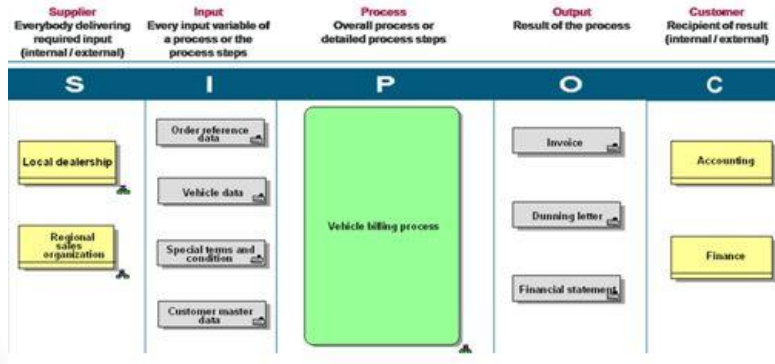 Supplier
Everybody delivering
required input
(internal / external)
Input
Every input variable of
a process or the
process steps
Process
Overall process or
detailed process steps
Output
Result of the process
Customer
Recipient of result
(internal / external)
S
I
P
O
C
Local dealership
Regional
sales
organization
Order reference
data
Vehicle data
Special terms and
condition
Customer master
data
Vehicle billing process
Invoice
Dunning letter
Financial statement
Accounting
Finance